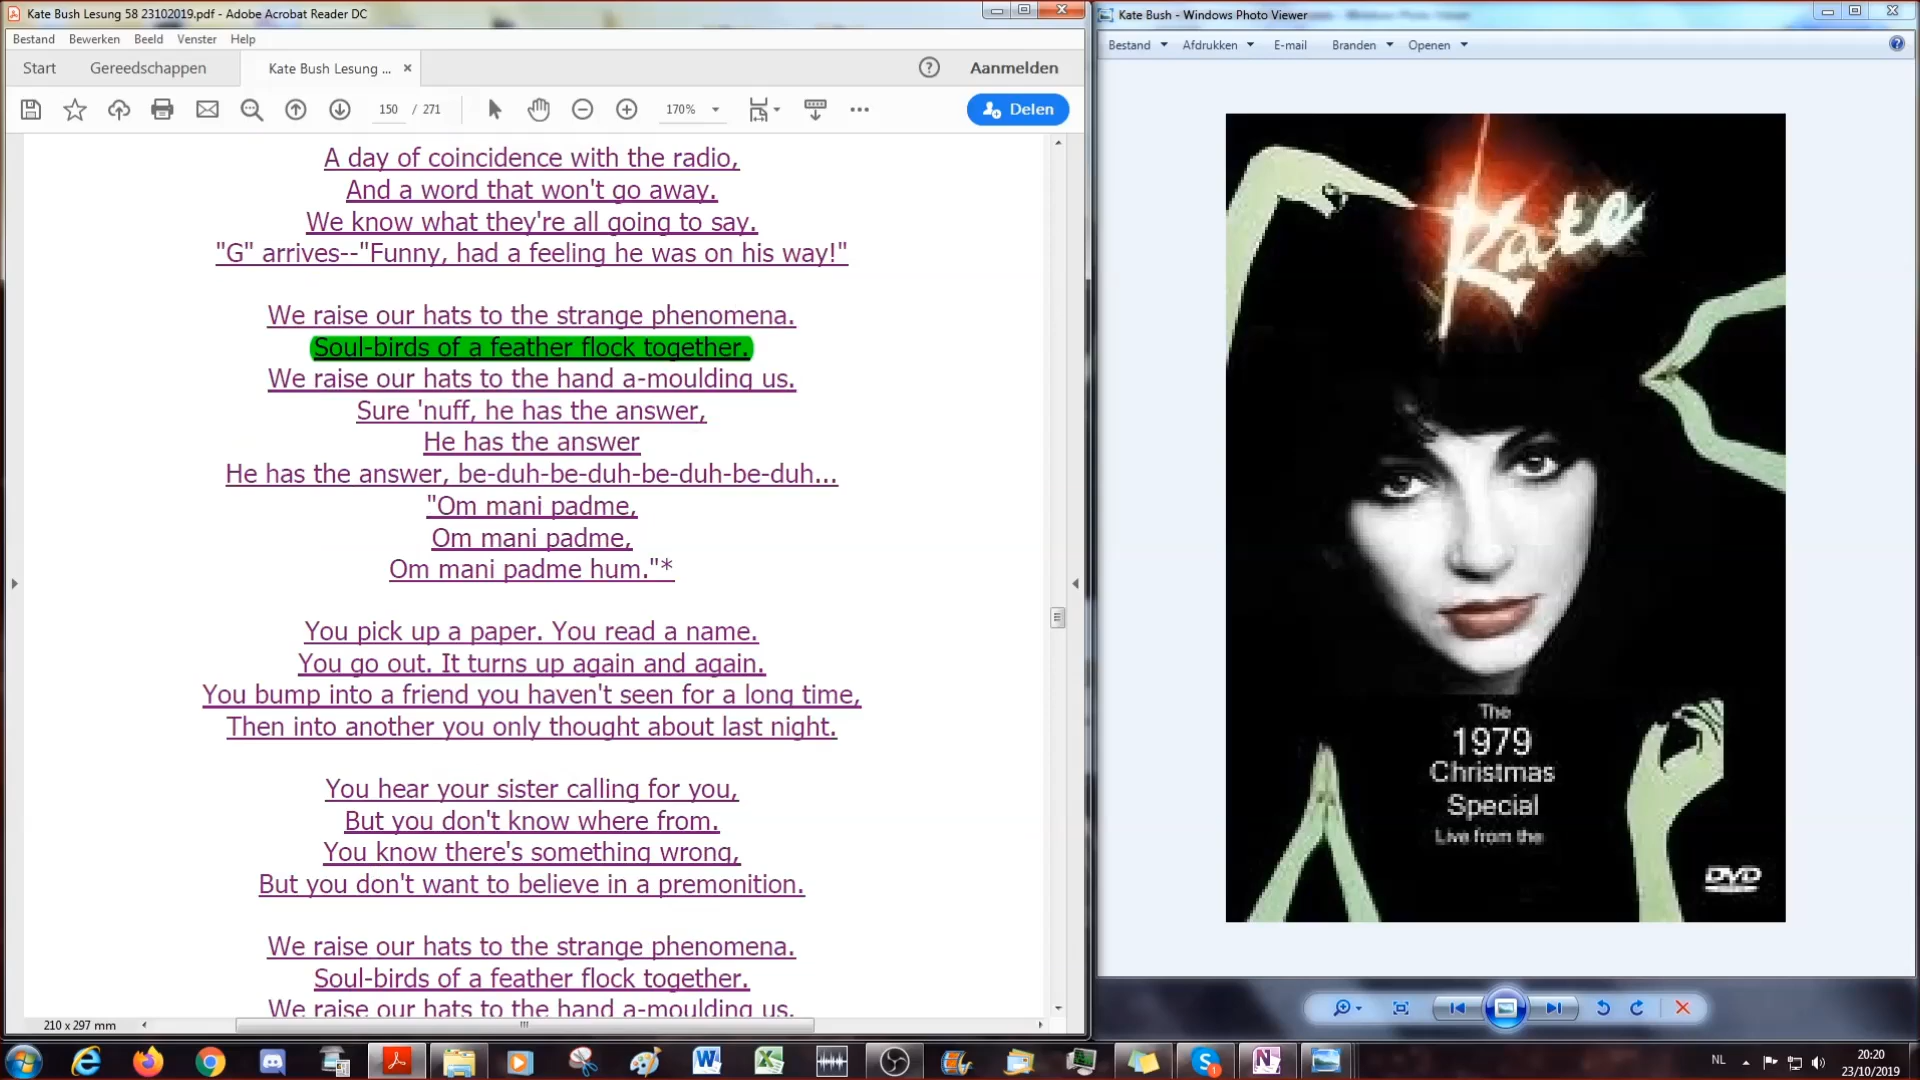 Kate Bush Lesung 58 23102019.pdf - Adobe Acrobat Reader DC
Bestand Bewerken Beeld Venster Help
Start Gereedschappen Kate Bush Lesung ... Aanmelden
150 / 271 170% Delen
A day of coincidence with the radio,
And a word that won't go away.
We know what they're all going to say.
"G" arrives--"Funny, had a feeling he was on his way!"
We raise our hats to the strange phenomena.
Soul-birds of a feather flock together.
We raise our hats to the hand a-moulding us.
Sure 'nuff, he has the answer,
He has the answer
He has the answer, be-duh-be-duh-be-duh-be-duh...
"Om mani padme,
Om mani padme,
Om mani padme hum."*
You pick up a paper. You read a name.
You go out. It turns up again and again.
You bump into a friend you haven't seen for a long time,
Then into another you only thought about last night.
You hear your sister calling for you,
But you don't know where from.
You know there's something wrong,
But you don't want to believe in a premonition.
We raise our hats to the strange phenomena.
Soul-birds of a feather flock together.
We raise our hats to the hand a-moulding us.
210 x 297 mm
Kate Bush - Windows Photo Viewer
Bestand Afdrukken E-mail Branden Openen
Kate
The
1979
Christmas
Special
Live from the
DVD
NL
20:20
23/10/2019